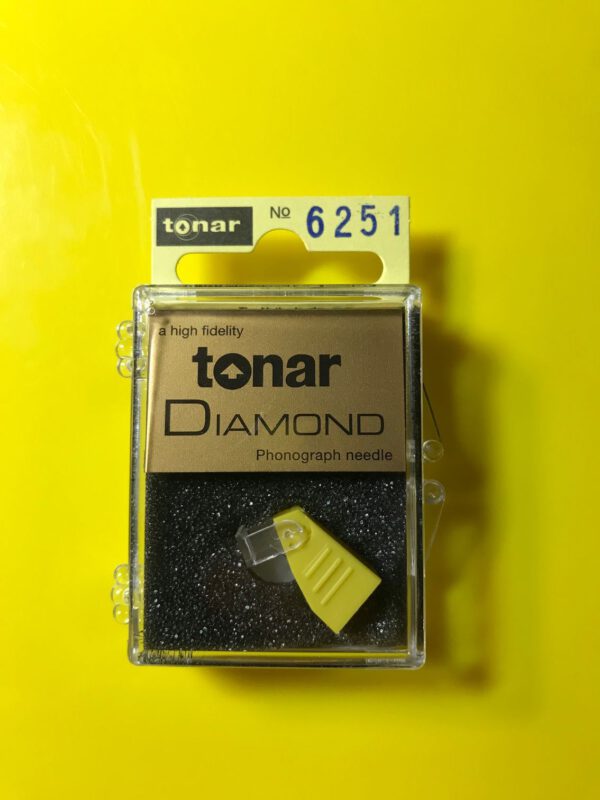 tonar No 6251
a high fidelity
tonar
DIAMOND
Phonograph needle